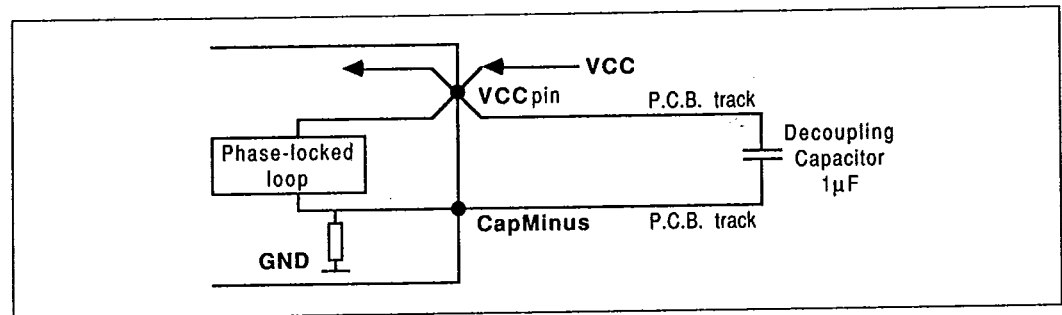 VCC
VCC pin
P.C.B. track
Phase-locked
loop
Decoupling
Capacitor
1µF
CapMinus
P.C.B. track
GND